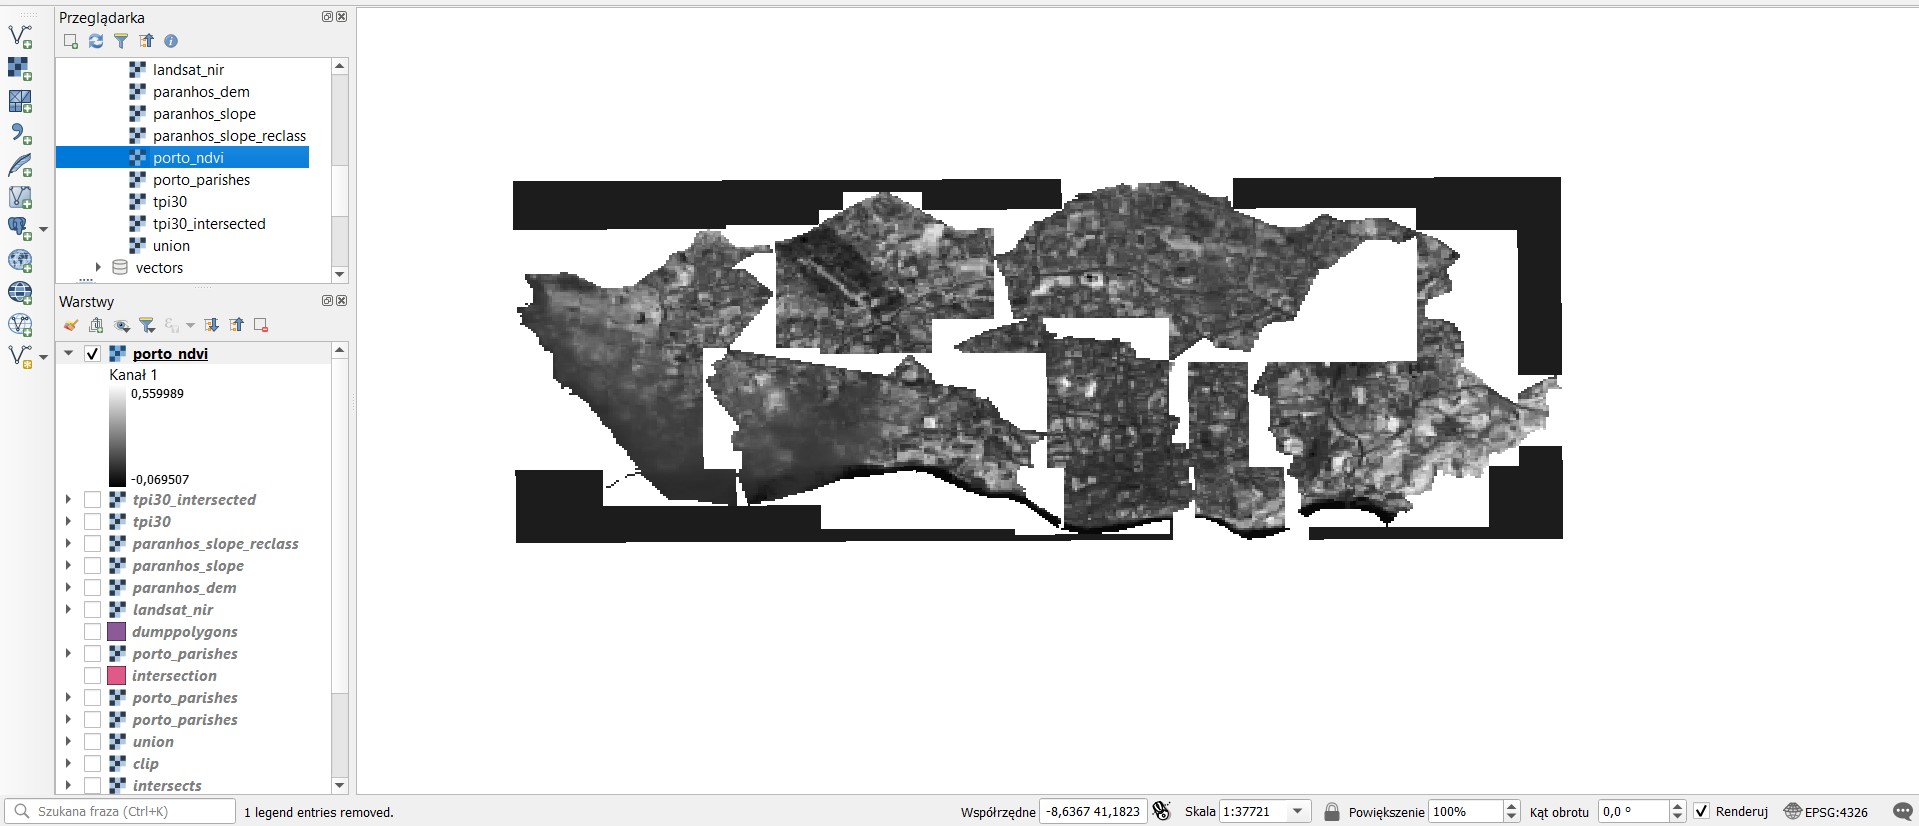 Przeglądarka
landsat_nir
paranhos_dem
paranhos_slope
paranhos_slope_reclass
porto_ndvi
porto_parishes
tpi30
tpi30_intersected
union
vectors
Warstwy
porto_ndvi
Kanał 1
0,559989
-0,069507
tpi30_intersected
tpi30
paranhos_slope_reclass
paranhos_slope
paranhos_dem
landsat_nir
dumppolygons
porto_parishes
intersection
porto_parishes
porto_parishes
union
clip
intersects
Szukana fraza (Ctrl+K) 1 legend entries removed. Współrzędne -8,6367 41,1823 Skala 1:37721 Powiększenie 100% Kąt obrotu 0,0 ° Renderuj EPSG:4326